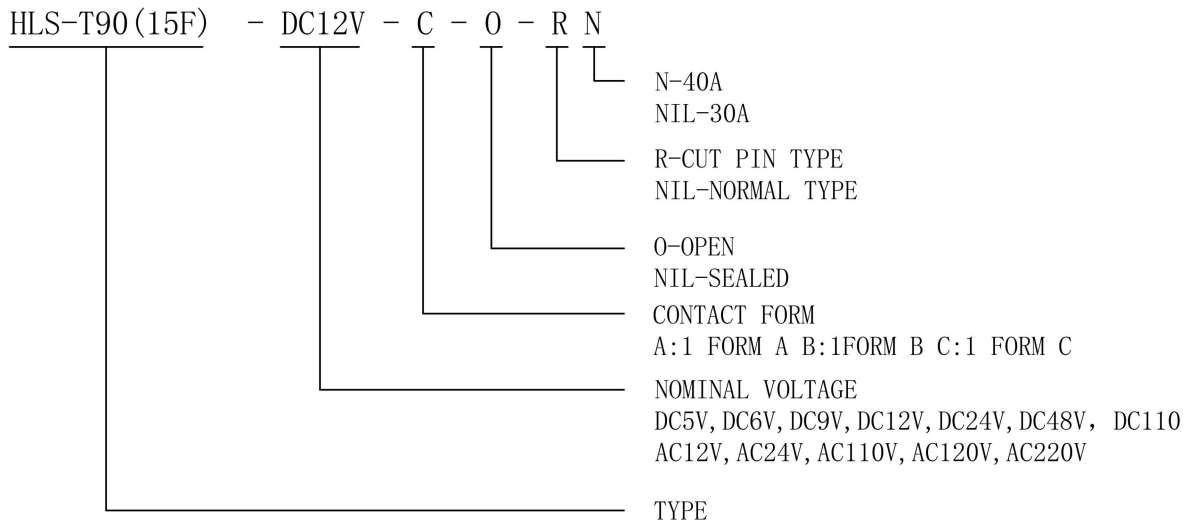 HLS-T90(15F) - DC12V - C - O - R N
N-40A
NIL-30A
R-CUT PIN TYPE
NIL-NORMAL TYPE
O-OPEN
NIL-SEALED
CONTACT FORM
A:1 FORM A B:1FORM B C:1 FORM C
NOMINAL VOLTAGE
DC5V,DC6V,DC9V,DC12V,DC24V,DC48V, DC110
AC12V,AC24V,AC110V,AC120V,AC220V
TYPE